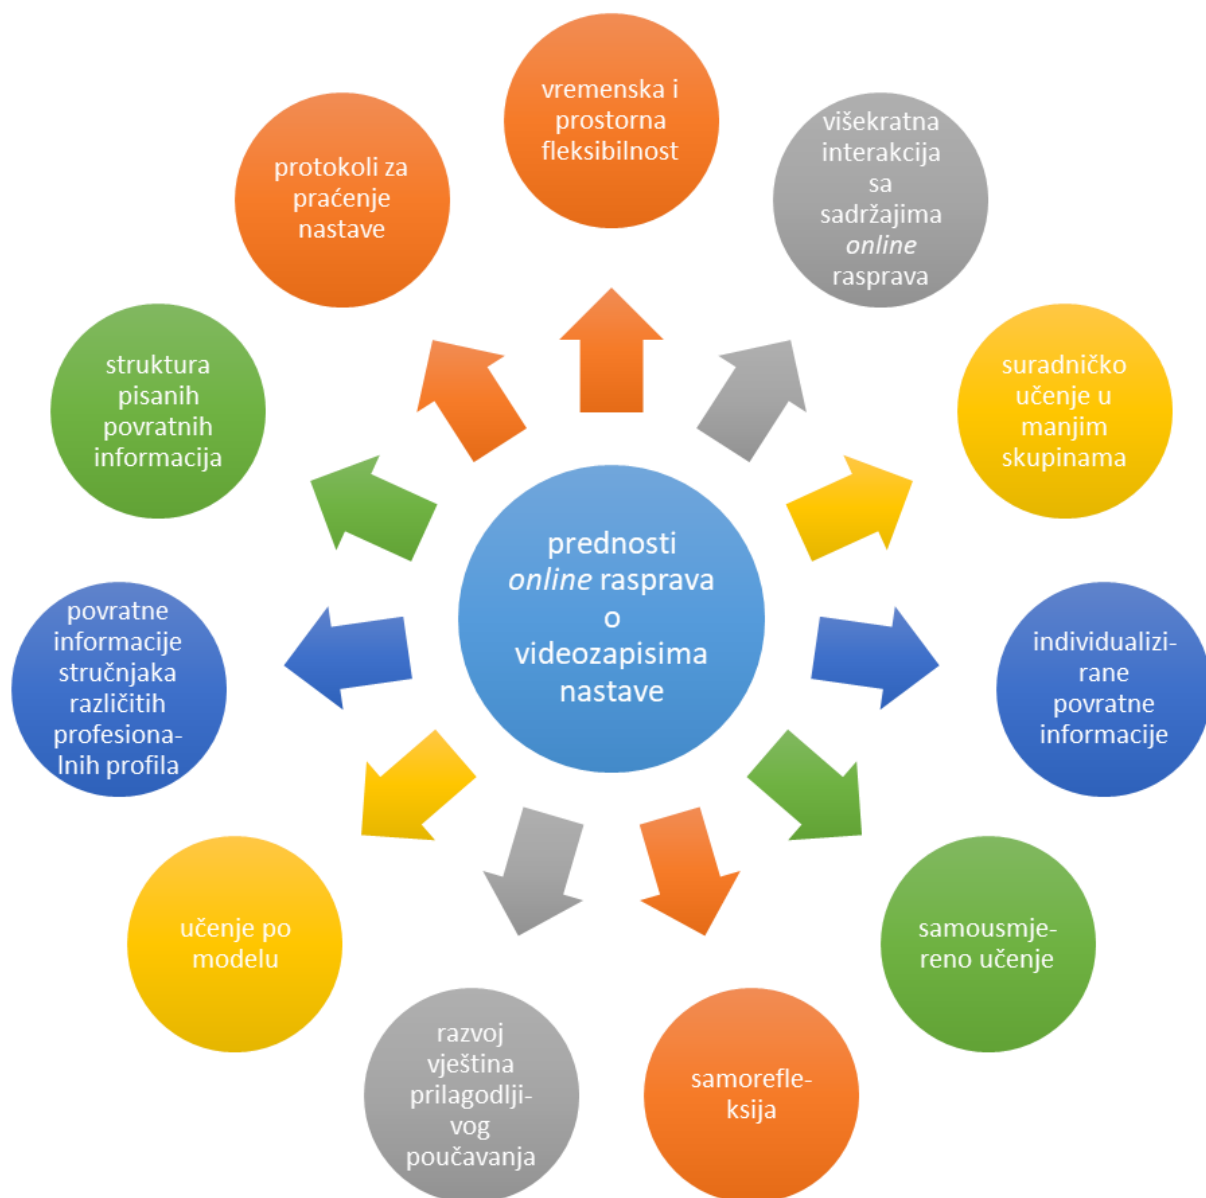 vremenska i
prostorna
fleksibilnost
višekratna
interakcija
sa
sadržajima
online
rasprava
suradničko
učenje u
manjim
skupinama
individualizi-
rane
povratne
informacije
samousmje-
reno učenje
samorefle-
ksija
razvoj
vještina
prilagodlji-
vog
poučavanja
učenje po
modelu
povratne
informacije
stručnjaka
različitih
profesiona-
lnih profila
struktura
pisanih
povratnih
informacija
protokoli za
praćenje
nastave
prednosti
online rasprava
o
videozapisima
nastave